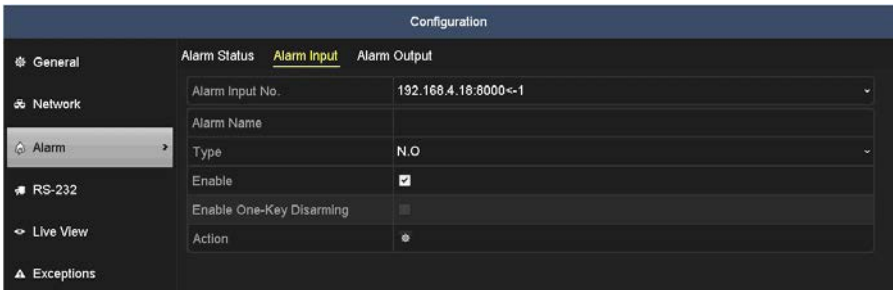 Configuration
General
Network
Alarm
RS-232
Live View
Exceptions
Alarm Status Alarm Input Alarm Output
Alarm Input No. 192.168.4.18:8000<-1
Alarm Name
Type N.O
Enable
Enable One-Key Disarming
Action